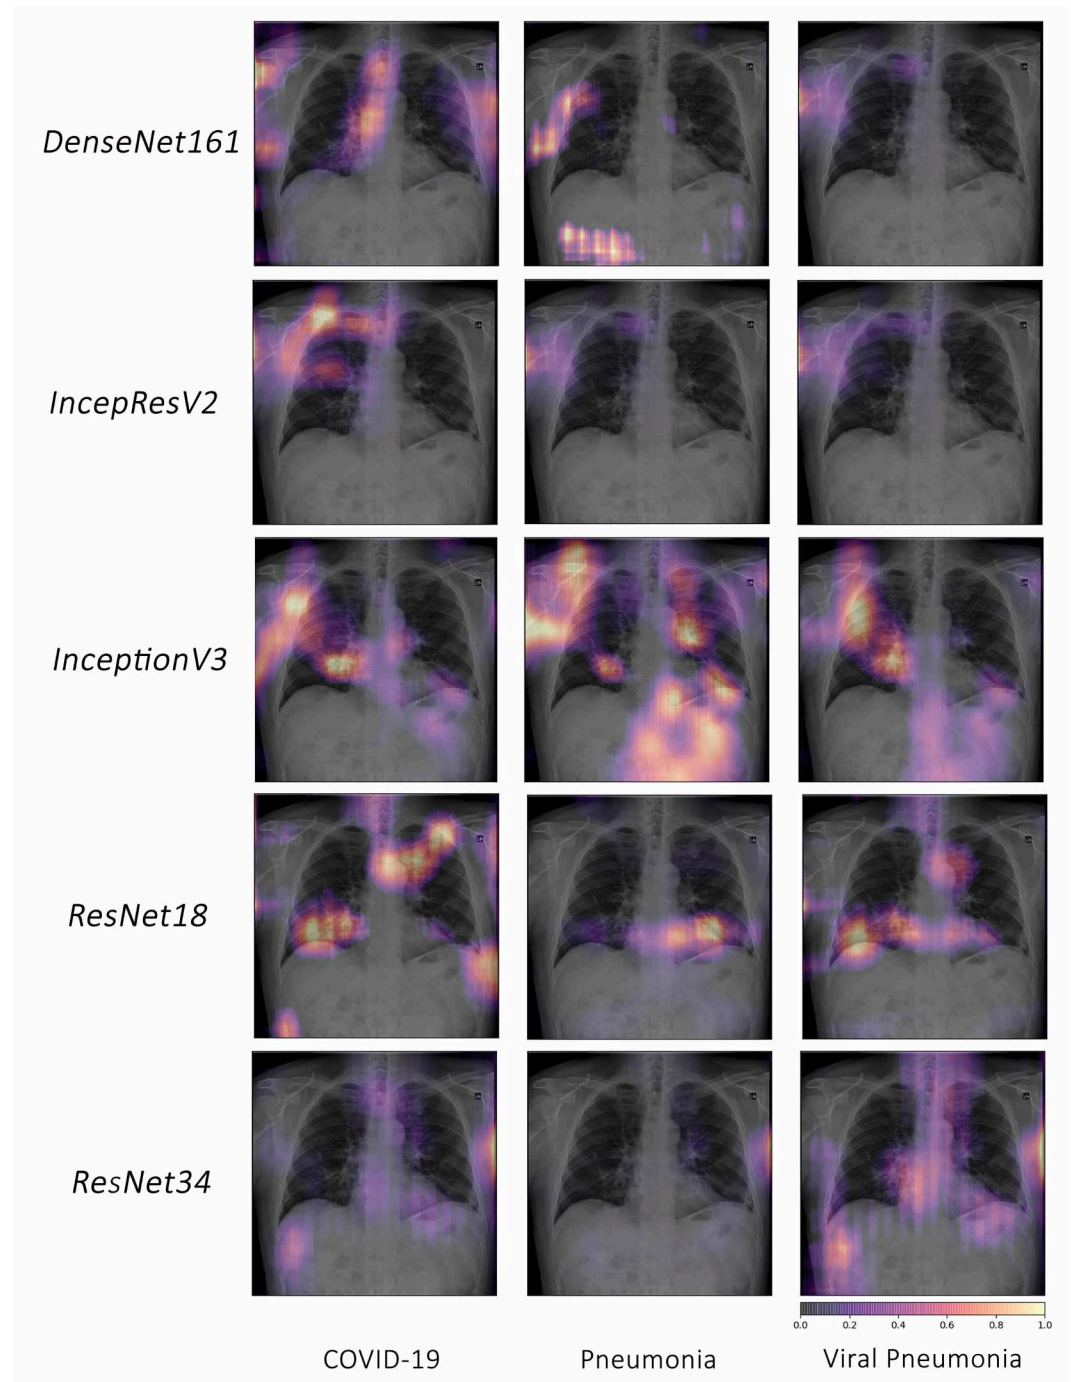 DenseNet161
IncepResV2
InceptionV3
ResNet18
ResNet34
0.0 0.2 0.4 0.6 0.8 1.0
COVID-19 Pneumonia Viral Pneumonia